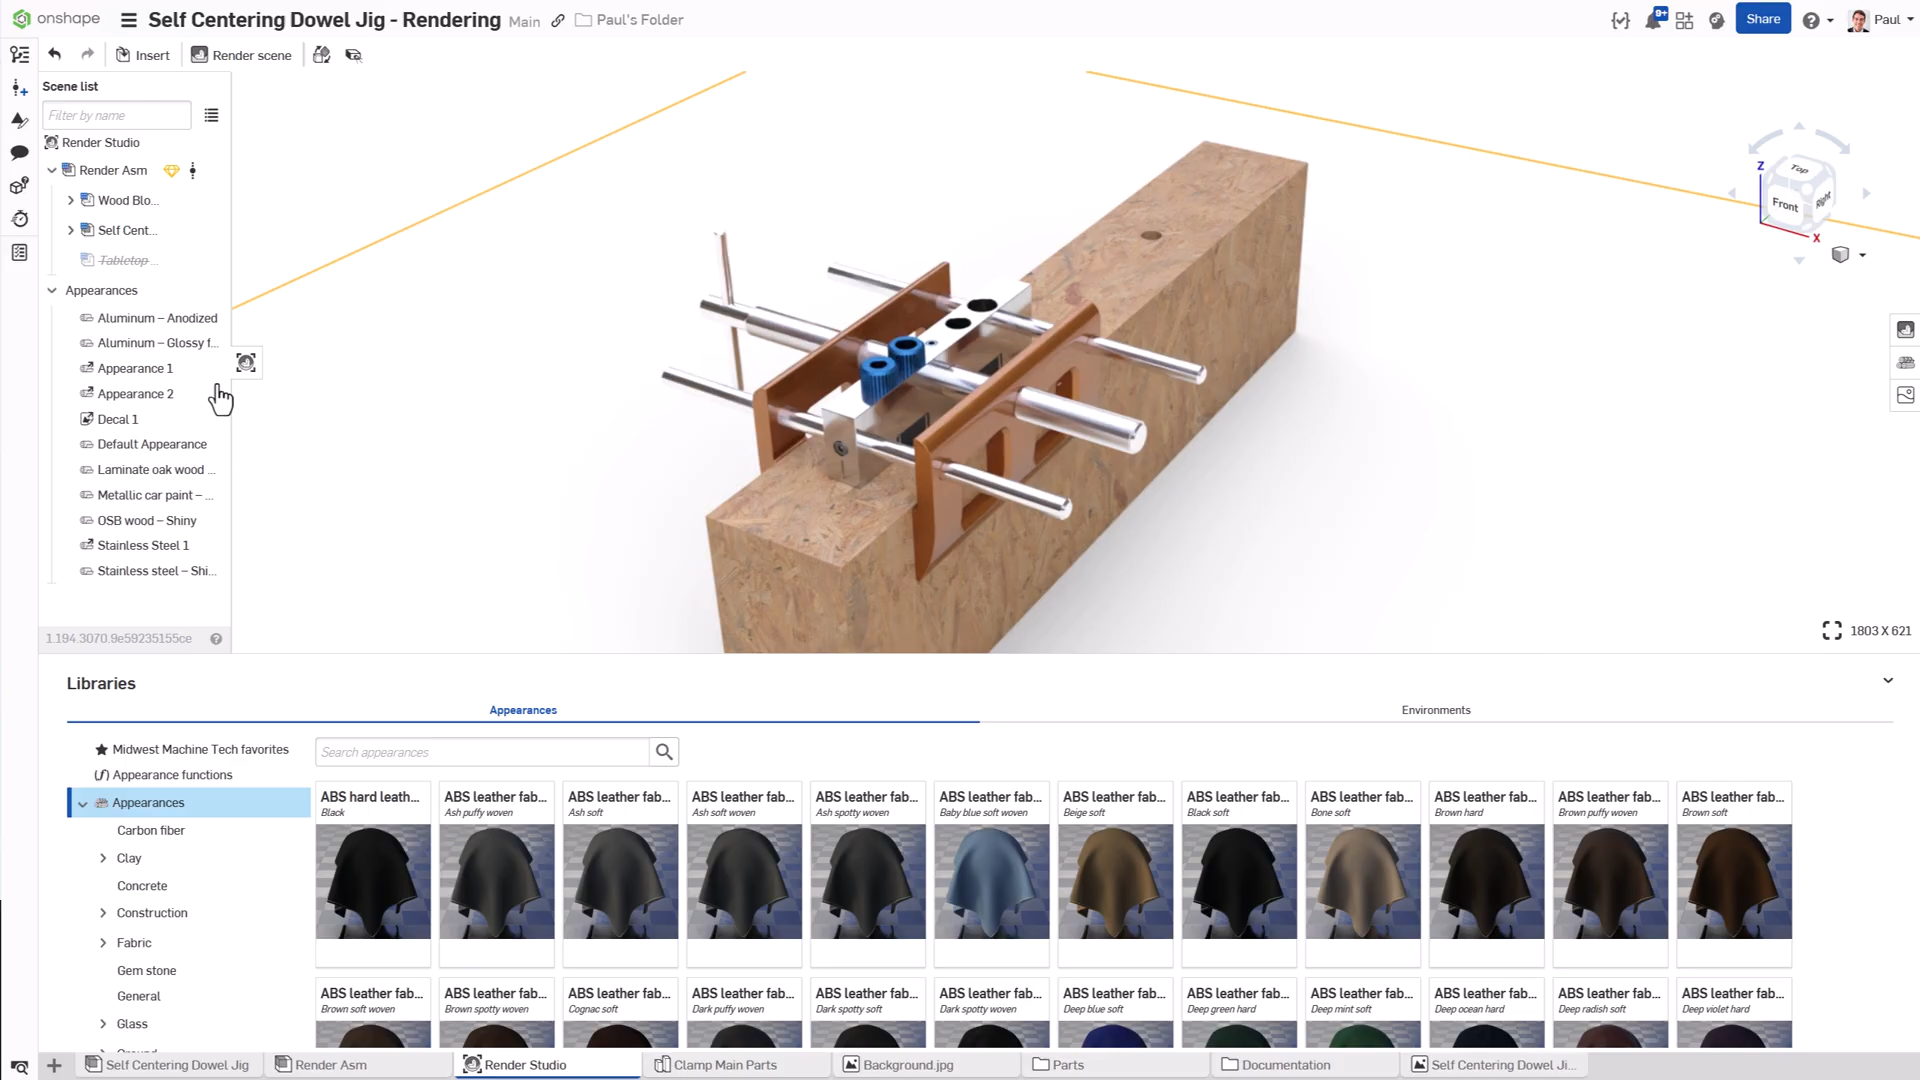 onshape
Self Centering Dowel Jig - Rendering Main Paul's Folder
9+
Share
Paul
Insert
Render scene
Scene list
Filter by name
Render Studio
Render Asm
Wood Blo...
Self Cent...
Tabletop ...
Appearances
Aluminum – Anodized
Aluminum – Glossy f...
Appearance 1
Appearance 2
Decal 1
Default Appearance
Laminate oak wood ...
Metallic car paint – ...
OSB wood – Shiny
Stainless Steel 1
Stainless steel – Shi...
1.194.3070.9e59235155ce
Z
Top
Front
Right
X
1803 X 621
Libraries
Appearances
Environments
Midwest Machine Tech favorites
Appearance functions
Appearances
Carbon fiber
Clay
Concrete
Construction
Fabric
Gem stone
General
Glass
Search appearances
ABS hard leath...
Black
ABS leather fab...
Ash puffy woven
ABS leather fab...
Ash soft
ABS leather fab...
Ash soft woven
ABS leather fab...
Ash spotty woven
ABS leather fab...
Baby blue soft woven
ABS leather fab...
Beige soft
ABS leather fab...
Black soft
ABS leather fab...
Bone soft
ABS leather fab...
Brown hard
ABS leather fab...
Brown puffy woven
ABS leather fab...
Brown soft
ABS leather fab...
Brown soft woven
ABS leather fab...
Brown spotty woven
ABS leather fab...
Cognac soft
ABS leather fab...
Dark puffy woven
ABS leather fab...
Dark spotty soft
ABS leather fab...
Dark spotty woven
ABS leather fab...
Deep blue soft
ABS leather fab...
Deep green hard
ABS leather fab...
Deep mint soft
ABS leather fab...
Deep ocean hard
ABS leather fab...
Deep radish soft
ABS leather fab...
Deep violet hard
Self Centering Dowel Jig
Render Asm
Render Studio
Clamp Main Parts
Background.jpg
Parts
Documentation
Self Centering Dowel Ji...